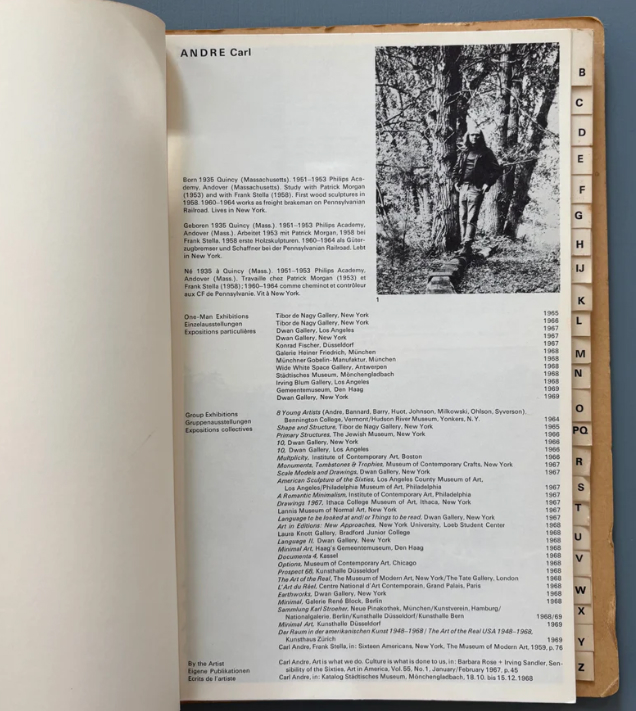 ANDRE Carl
Born 1935 Quincy (Massachusetts). 1951–1953 Philips Aca-
demy, Andover (Massachusetts). Study with Patrick Morgan
(1953) and with Frank Stella (1958). First wood sculptures in
1958. 1960–1964 works as freight brakeman on Pennsylvanian
Railroad. Lives in New York.
Geboren 1935 Quincy (Mass.). 1951–1953 Philips Academy,
Andover (Mass.). Arbeitet 1953 mit Patrick Morgan, 1958 bei
Frank Stella. 1958 erste Holzskulpturen. 1960–1964 als Güter-
zugbremser und Schaffner bei der Pennsylvanian Railroad. Lebt
in New York.
Né 1935 à Quincy (Mass.). 1951–1953 Philips Academy,
Andover (Mass.). Travaille chez Patrick Morgan (1953) et
Frank Stella (1958); 1960–1964 comme cheminot et contrôleur
aux CF de Pennsylvanie. Vit à New York.
1
One-Man Exhibitions
Einzelausstellungen
Expositions particulières
Tibor de Nagy Gallery, New York 1965
Tibor de Nagy Gallery, New York 1966
Dwan Gallery, Los Angeles 1967
Dwan Gallery, New York 1967
Konrad Fischer, Düsseldorf 1967
Galerie Heiner Friedrich, München 1968
Münchner Gobelin-Manufaktur, München 1968
Wide White Space Gallery, Antwerpen 1968
Städtisches Museum, Mönchengladbach 1968
Irving Blum Gallery, Los Angeles 1968
Gemeentemuseum, Den Haag 1969
Dwan Gallery, New York 1969
Group Exhibitions
Gruppenausstellungen
Expositions collectives
8 Young Artists (Andre, Bannard, Barry, Huot, Johnson, Milkowski, Ohlson, Syverson).
Bennington College, Vermont/Hudson River Museum, Yonkers, N.Y. 1964
Shape and Structure, Tibor de Nagy Gallery, New York 1965
Primary Structures, The Jewish Museum, New York 1966
10, Dwan Gallery, New York 1966
10, Dwan Gallery, Los Angeles 1966
Multiplicity, Institute of Contemporary Art, Boston 1966
Monuments, Tombstones & Trophies, Museum of Contemporary Crafts, New York 1967
Scale Models and Drawings, Dwan Gallery, New York 1967
American Sculpture of the Sixties, Los Angeles County Museum of Art,
Los Angeles/Philadelphia Museum of Art, Philadelphia 1967
A Romantic Minimalism, Institute of Contemporary Art, Philadelphia 1967
Drawings 1967, Ithaca College Museum of Art, Ithaca, New York 1967
Lannis Museum of Normal Art, New York 1967
Language to be looked at and/or Things to be read, Dwan Gallery, New York 1967
Art in Editions: New Approaches, New York University, Loeb Student Center 1968
Laura Knott Gallery, Bradford Junior College 1968
Language II, Dwan Gallery, New York 1968
Minimal Art, Haag's Gemeentemuseum, Den Haag 1968
Documenta 4, Kassel 1968
Options, Museum of Contemporary Art, Chicago 1968
Prospect 68, Kunsthalle Düsseldorf 1968
The Art of the Real, The Museum of Modern Art, New York/The Tate Gallery, London 1968
L'Art du Réel, Centre National d'Art Contemporain, Grand Palais, Paris 1968
Earthworks, Dwan Gallery, New York 1968
Minimal, Galerie René Block, Berlin 1968
Sammlung Karl Stroeher, Neue Pinakothek, München/Kunstverein, Hamburg/
Nationalgalerie, Berlin/Kunsthalle Düsseldorf/Kunsthalle Bern 1968/69
Minimal Art, Kunsthalle Düsseldorf 1969
Der Raum in der amerikanischen Kunst 1948–1968 / The Art of the Real USA 1948–1968,
Kunsthaus Zürich 1969
Carl Andre, Frank Stella, in: Sixteen Americans, New York, The Museum of Modern Art, 1959, p.76
By the Artist
Eigene Publikationen
Ecrits de l'artiste
Carl Andre, Art is what we do. Culture is what is done to us, in: Barbara Rose + Irving Sandler, Sen-
sibility of the Sixties, Art in America, Vol. 55, No.1, January/February 1967, p.45
Carl Andre, in: Katalog Städtisches Museum, Mönchengladbach, 18.10. bis 15.12.1968
B
C
D
E
F
G
H
IJ
K
L
M
N
O
PQ
R
S
T
U
V
W
X
Y
Z